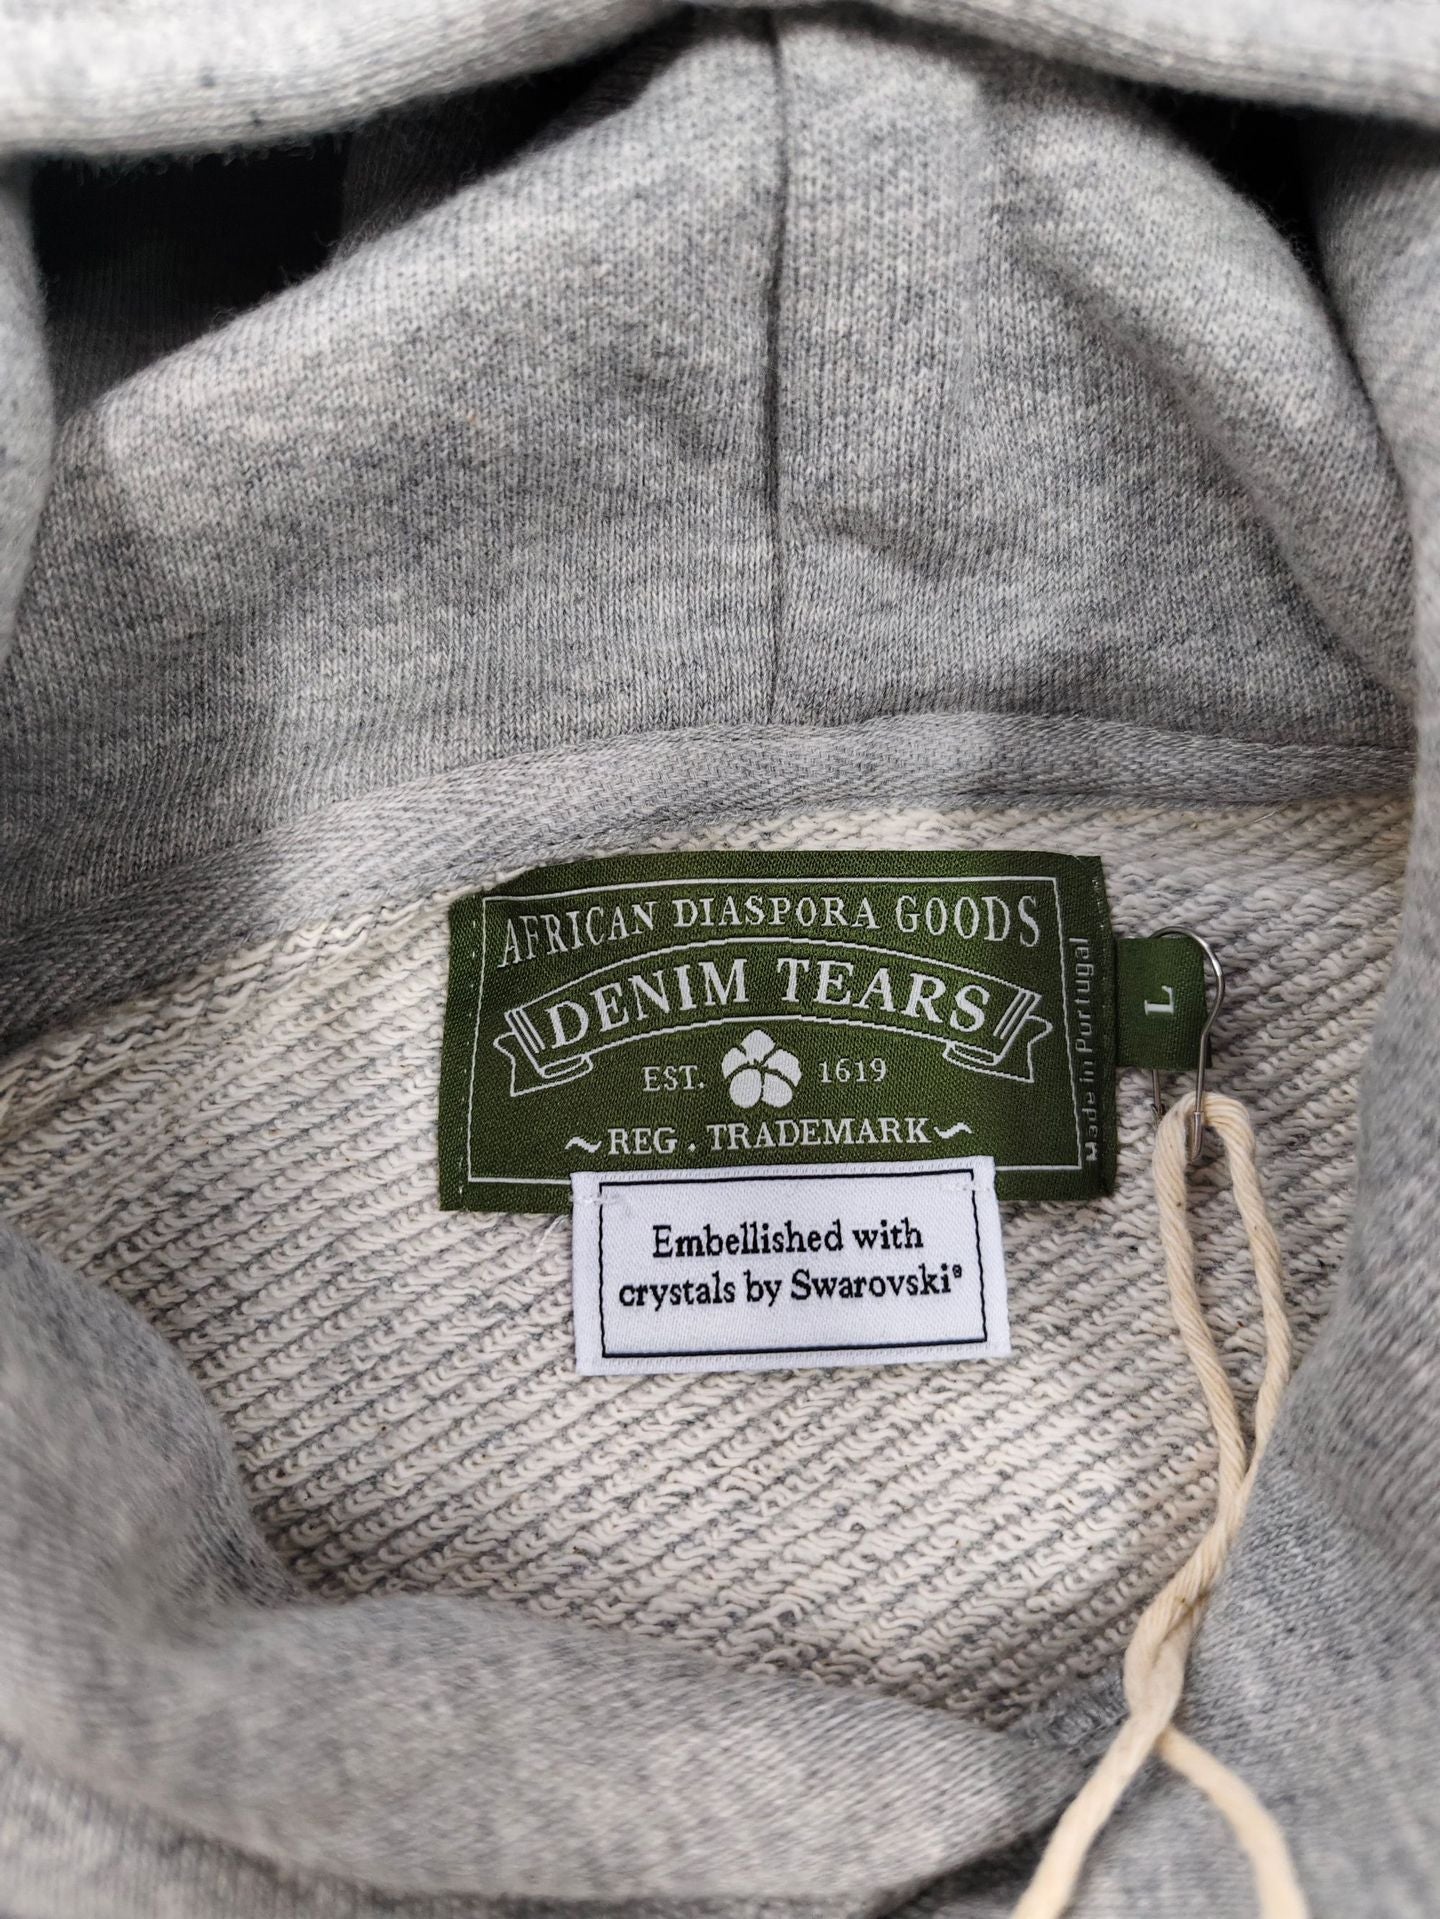 AFRICAN DIASPORA GOODS
DENIM TEARS
EST. 1619
~REG. TRADEMARK~
Made in Portugal
L
Embellished with
crystals by Swarovski®